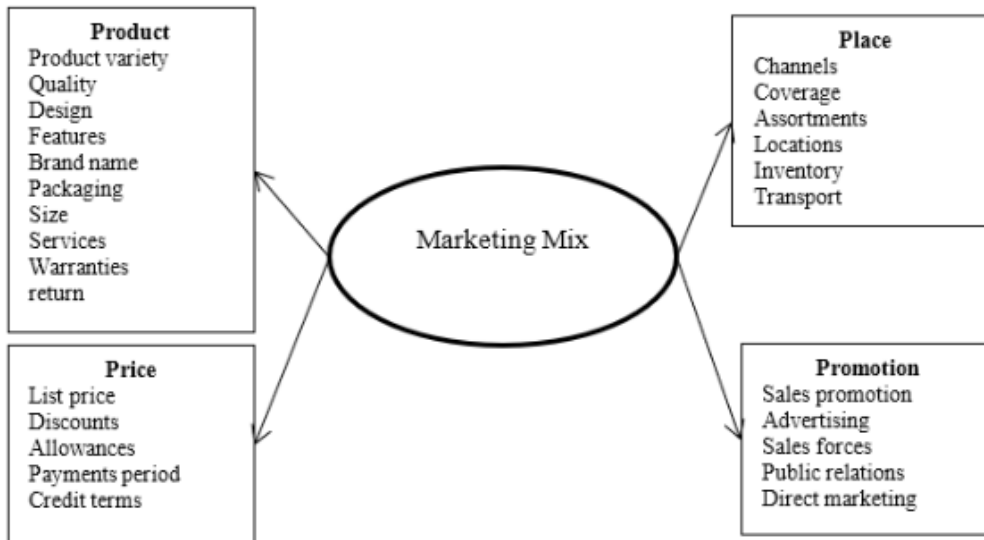 Product
Product variety
Quality
Design
Features
Brand name
Packaging
Size
Services
Warranties
return
Price
List price
Discounts
Allowances
Payments period
Credit terms
Marketing Mix
Place
Channels
Coverage
Assortments
Locations
Inventory
Transport
Promotion
Sales promotion
Advertising
Sales forces
Public relations
Direct marketing